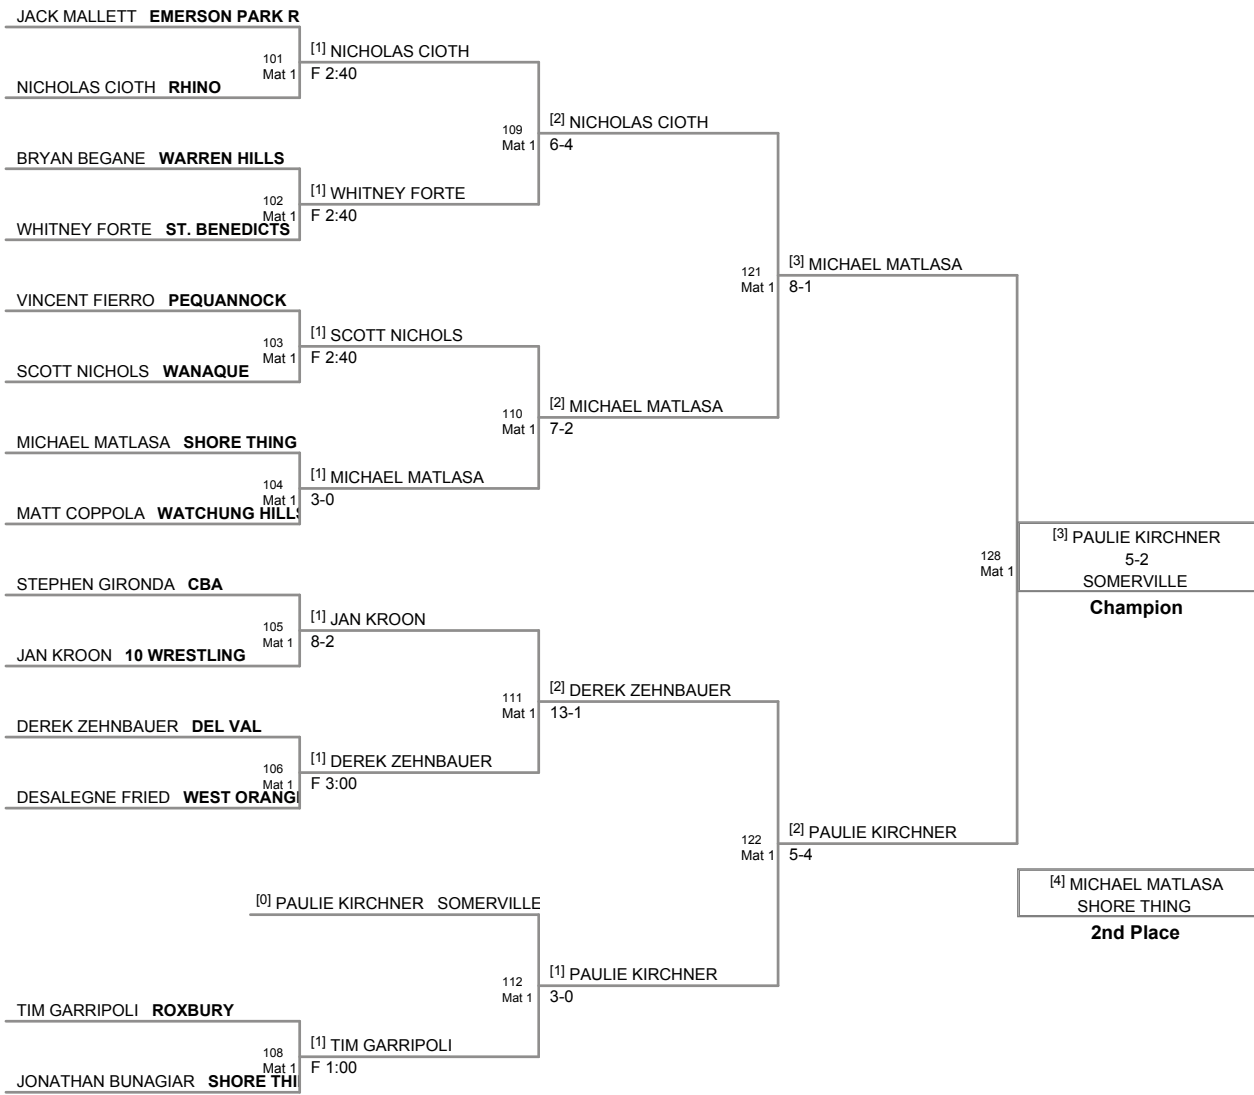 JACK MALLETT EMERSON PARK R
101
Mat 1
[1] NICHOLAS CIOTH
F 2:40
NICHOLAS CIOTH RHINO
109
Mat 1
[2] NICHOLAS CIOTH
6-4
BRYAN BEGANE WARREN HILLS
102
Mat 1
[1] WHITNEY FORTE
F 2:40
WHITNEY FORTE ST. BENEDICTS
121
Mat 1
[3] MICHAEL MATLASA
8-1
VINCENT FIERRO PEQUANNOCK
103
Mat 1
[1] SCOTT NICHOLS
F 2:40
SCOTT NICHOLS WANAQUE
110
Mat 1
[2] MICHAEL MATLASA
7-2
MICHAEL MATLASA SHORE THING
104
Mat 1
[1] MICHAEL MATLASA
3-0
MATT COPPOLA WATCHUNG HILLS
128
Mat 1
[3] PAULIE KIRCHNER
5-2
SOMERVILLE
Champion
STEPHEN GIRONDA CBA
105
Mat 1
[1] JAN KROON
8-2
JAN KROON 10 WRESTLING
111
Mat 1
[2] DEREK ZEHNBAUER
13-1
DEREK ZEHNBAUER DEL VAL
106
Mat 1
[1] DEREK ZEHNBAUER
F 3:00
DESALEGNE FRIED WEST ORANG
122
Mat 1
[2] PAULIE KIRCHNER
5-4
[4] MICHAEL MATLASA
SHORE THING
2nd Place
[0] PAULIE KIRCHNER SOMERVILLE
112
Mat 1
[1] PAULIE KIRCHNER
3-0
TIM GARRIPOLI ROXBURY
108
Mat 1
[1] TIM GARRIPOLI
F 1:00
JONATHAN BUNAGIAR SHORE THI